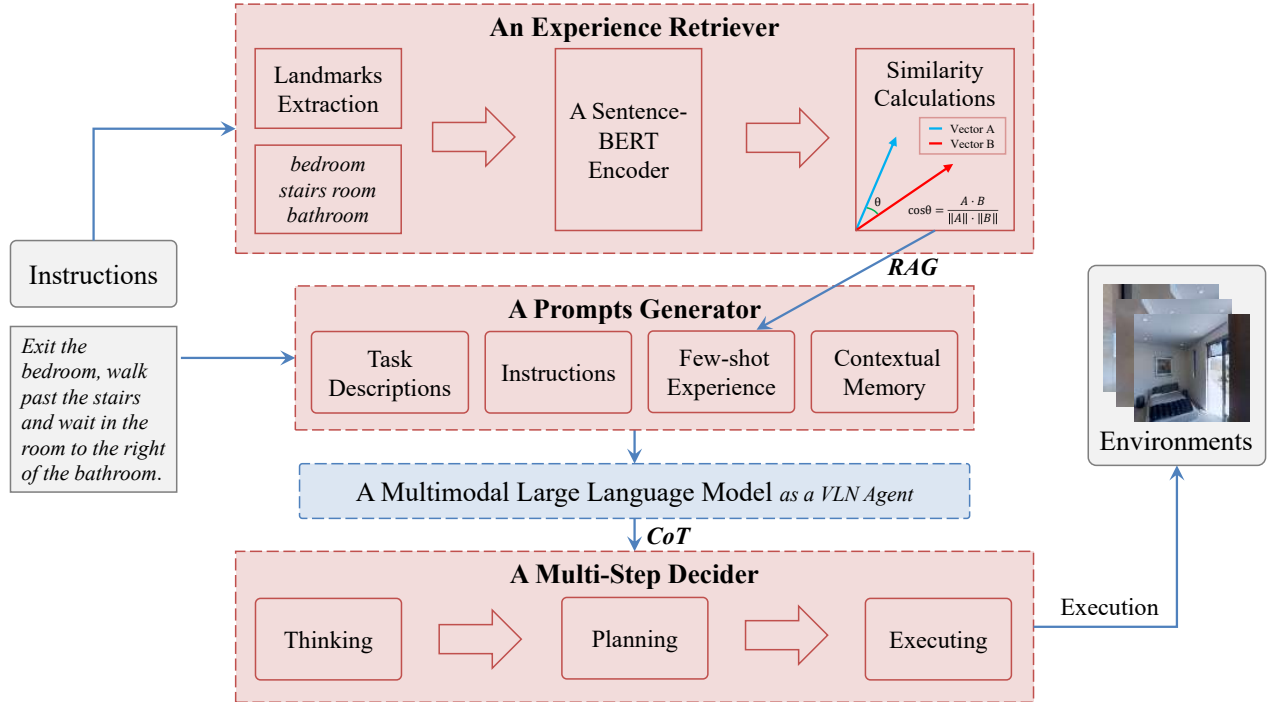 An Experience Retriever
Landmarks
Extraction
bedroom
stairs room
bathroom
A Sentence-
BERT
Encoder
Similarity
Calculations
Vector A
Vector B
θ
cosθ = A · B / ‖A‖ · ‖B‖
Instructions
Exit the
bedroom, walk
past the stairs
and wait in the
room to the right
of the bathroom.
RAG
A Prompts Generator
Task
Descriptions
Instructions
Few-shot
Experience
Contextual
Memory
A Multimodal Large Language Model as a VLN Agent
CoT
A Multi-Step Decider
Thinking
Planning
Executing
Execution
Environments